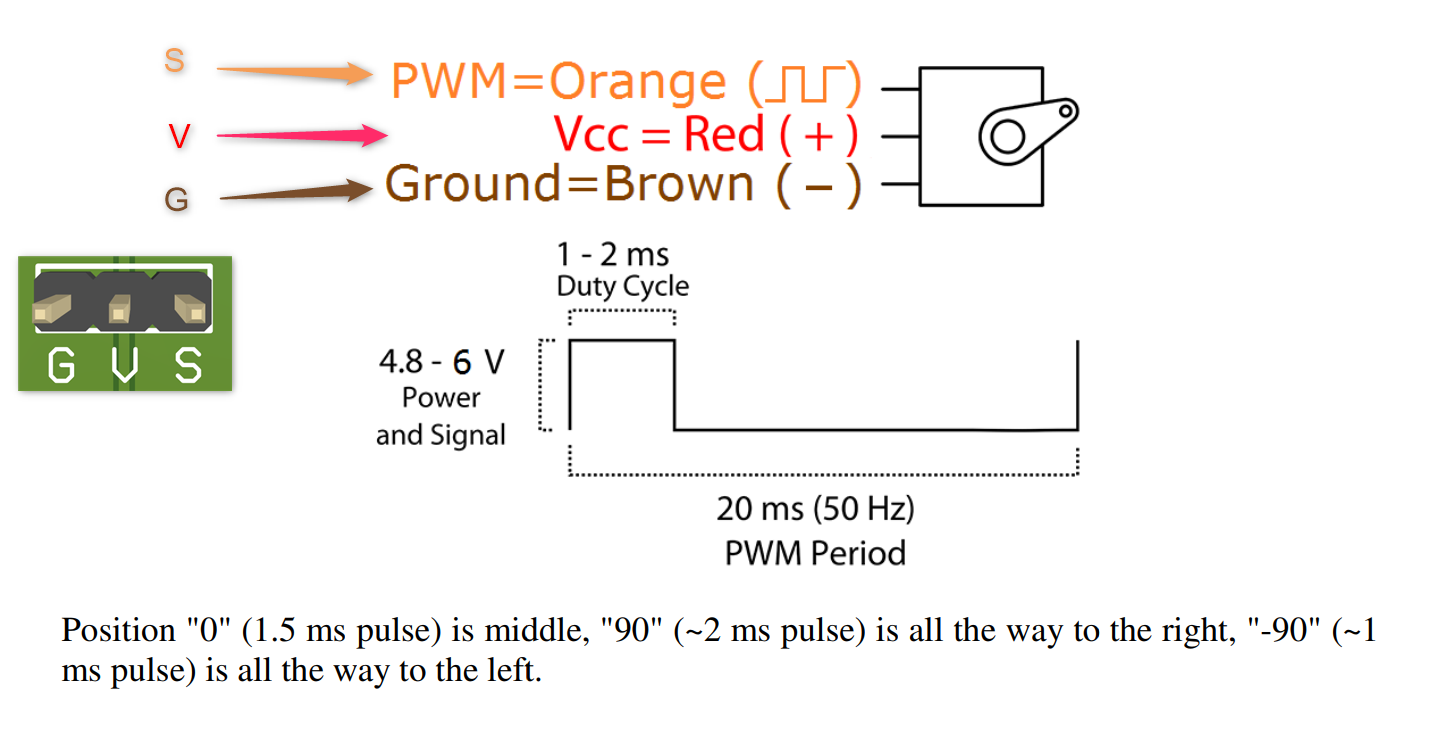 S
PWM=Orange (⎍⎍)
V
Vcc = Red ( + )
G
Ground=Brown ( – )
G V S
1 - 2 ms
Duty Cycle
4.8 - 6 V
Power
and Signal
20 ms (50 Hz)
PWM Period
Position "0" (1.5 ms pulse) is middle, "90" (~2 ms pulse) is all the way to the right, "-90" (~1
ms pulse) is all the way to the left.